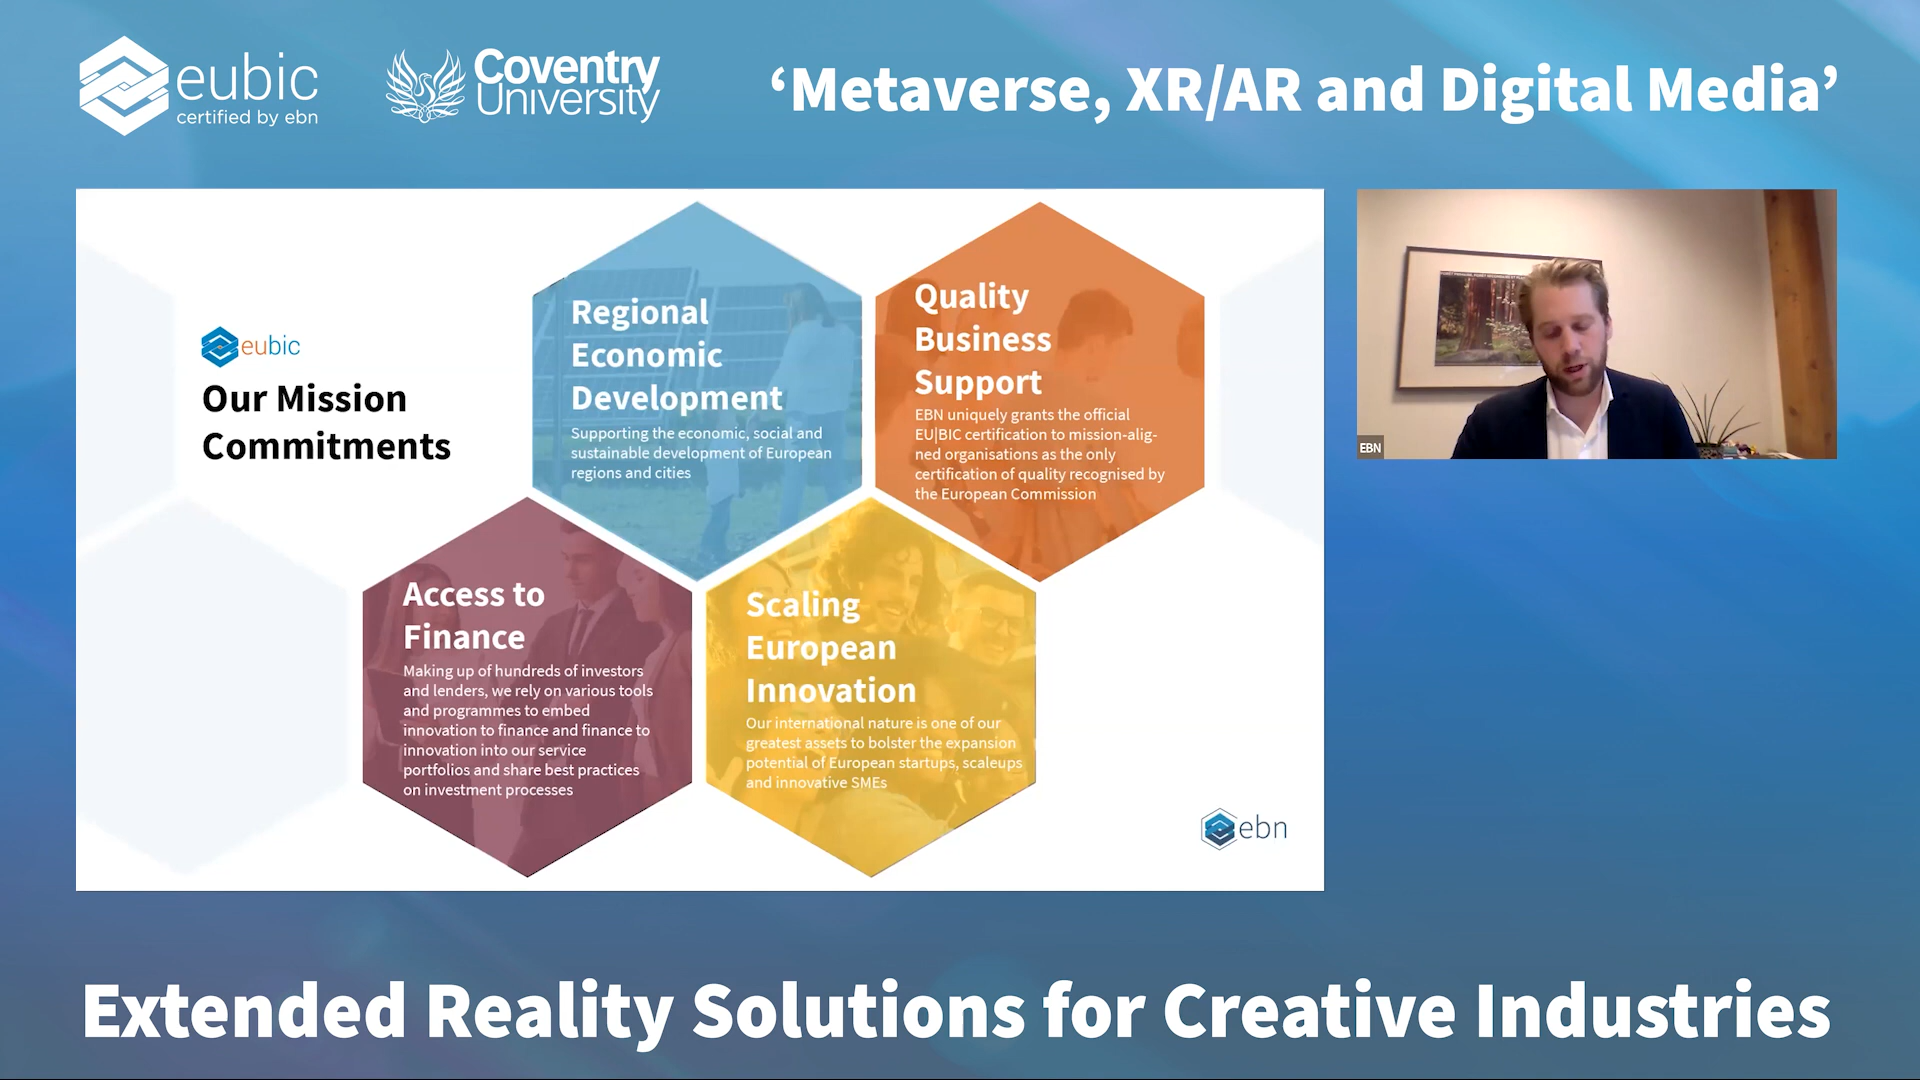 eubic
certified by ebn
Coventry
University
‘Metaverse, XR/AR and Digital Media’
eubic
Our Mission
Commitments
Regional
Economic
Development
Supporting the economic, social and
sustainable development of European
regions and cities
Quality
Business
Support
EBN uniquely grants the official
EU|BIC certification to mission-alig-
ned organisations as the only
certification of quality recognised by
the European Commission
Access to
Finance
Making up of hundreds of investors
and lenders, we rely on various tools
and programmes to embed
innovation to finance and finance to
innovation into our service
portfolios and share best practices
on investment processes
Scaling
European
Innovation
Our international nature is one of our
greatest assets to bolster the expansion
potential of European startups, scaleups
and innovative SMEs
ebn
EBN
Extended Reality Solutions for Creative Industries